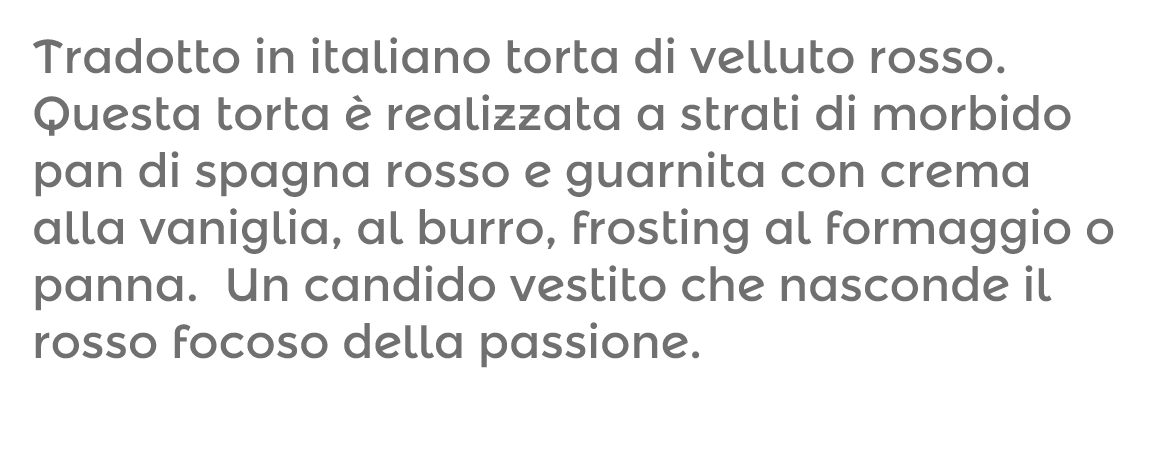 Tradotto in italiano torta di velluto rosso.
Questa torta è realizzata a strati di morbido
pan di spagna rosso e guarnita con crema
alla vaniglia, al burro, frosting al formaggio o
panna.  Un candido vestito che nasconde il
rosso focoso della passione.